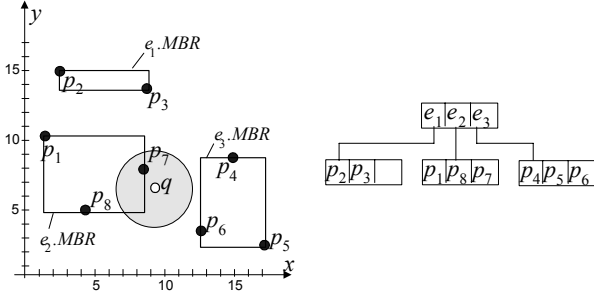 y
e1.MBR
15
p2
p3
e1 e2 e3
10
p1
e3.MBR
p7
p4
q
p2 p3
p1 p8 p7
p4 p5 p6
p8
5
p6
p5
e2.MBR
x
5
10
15